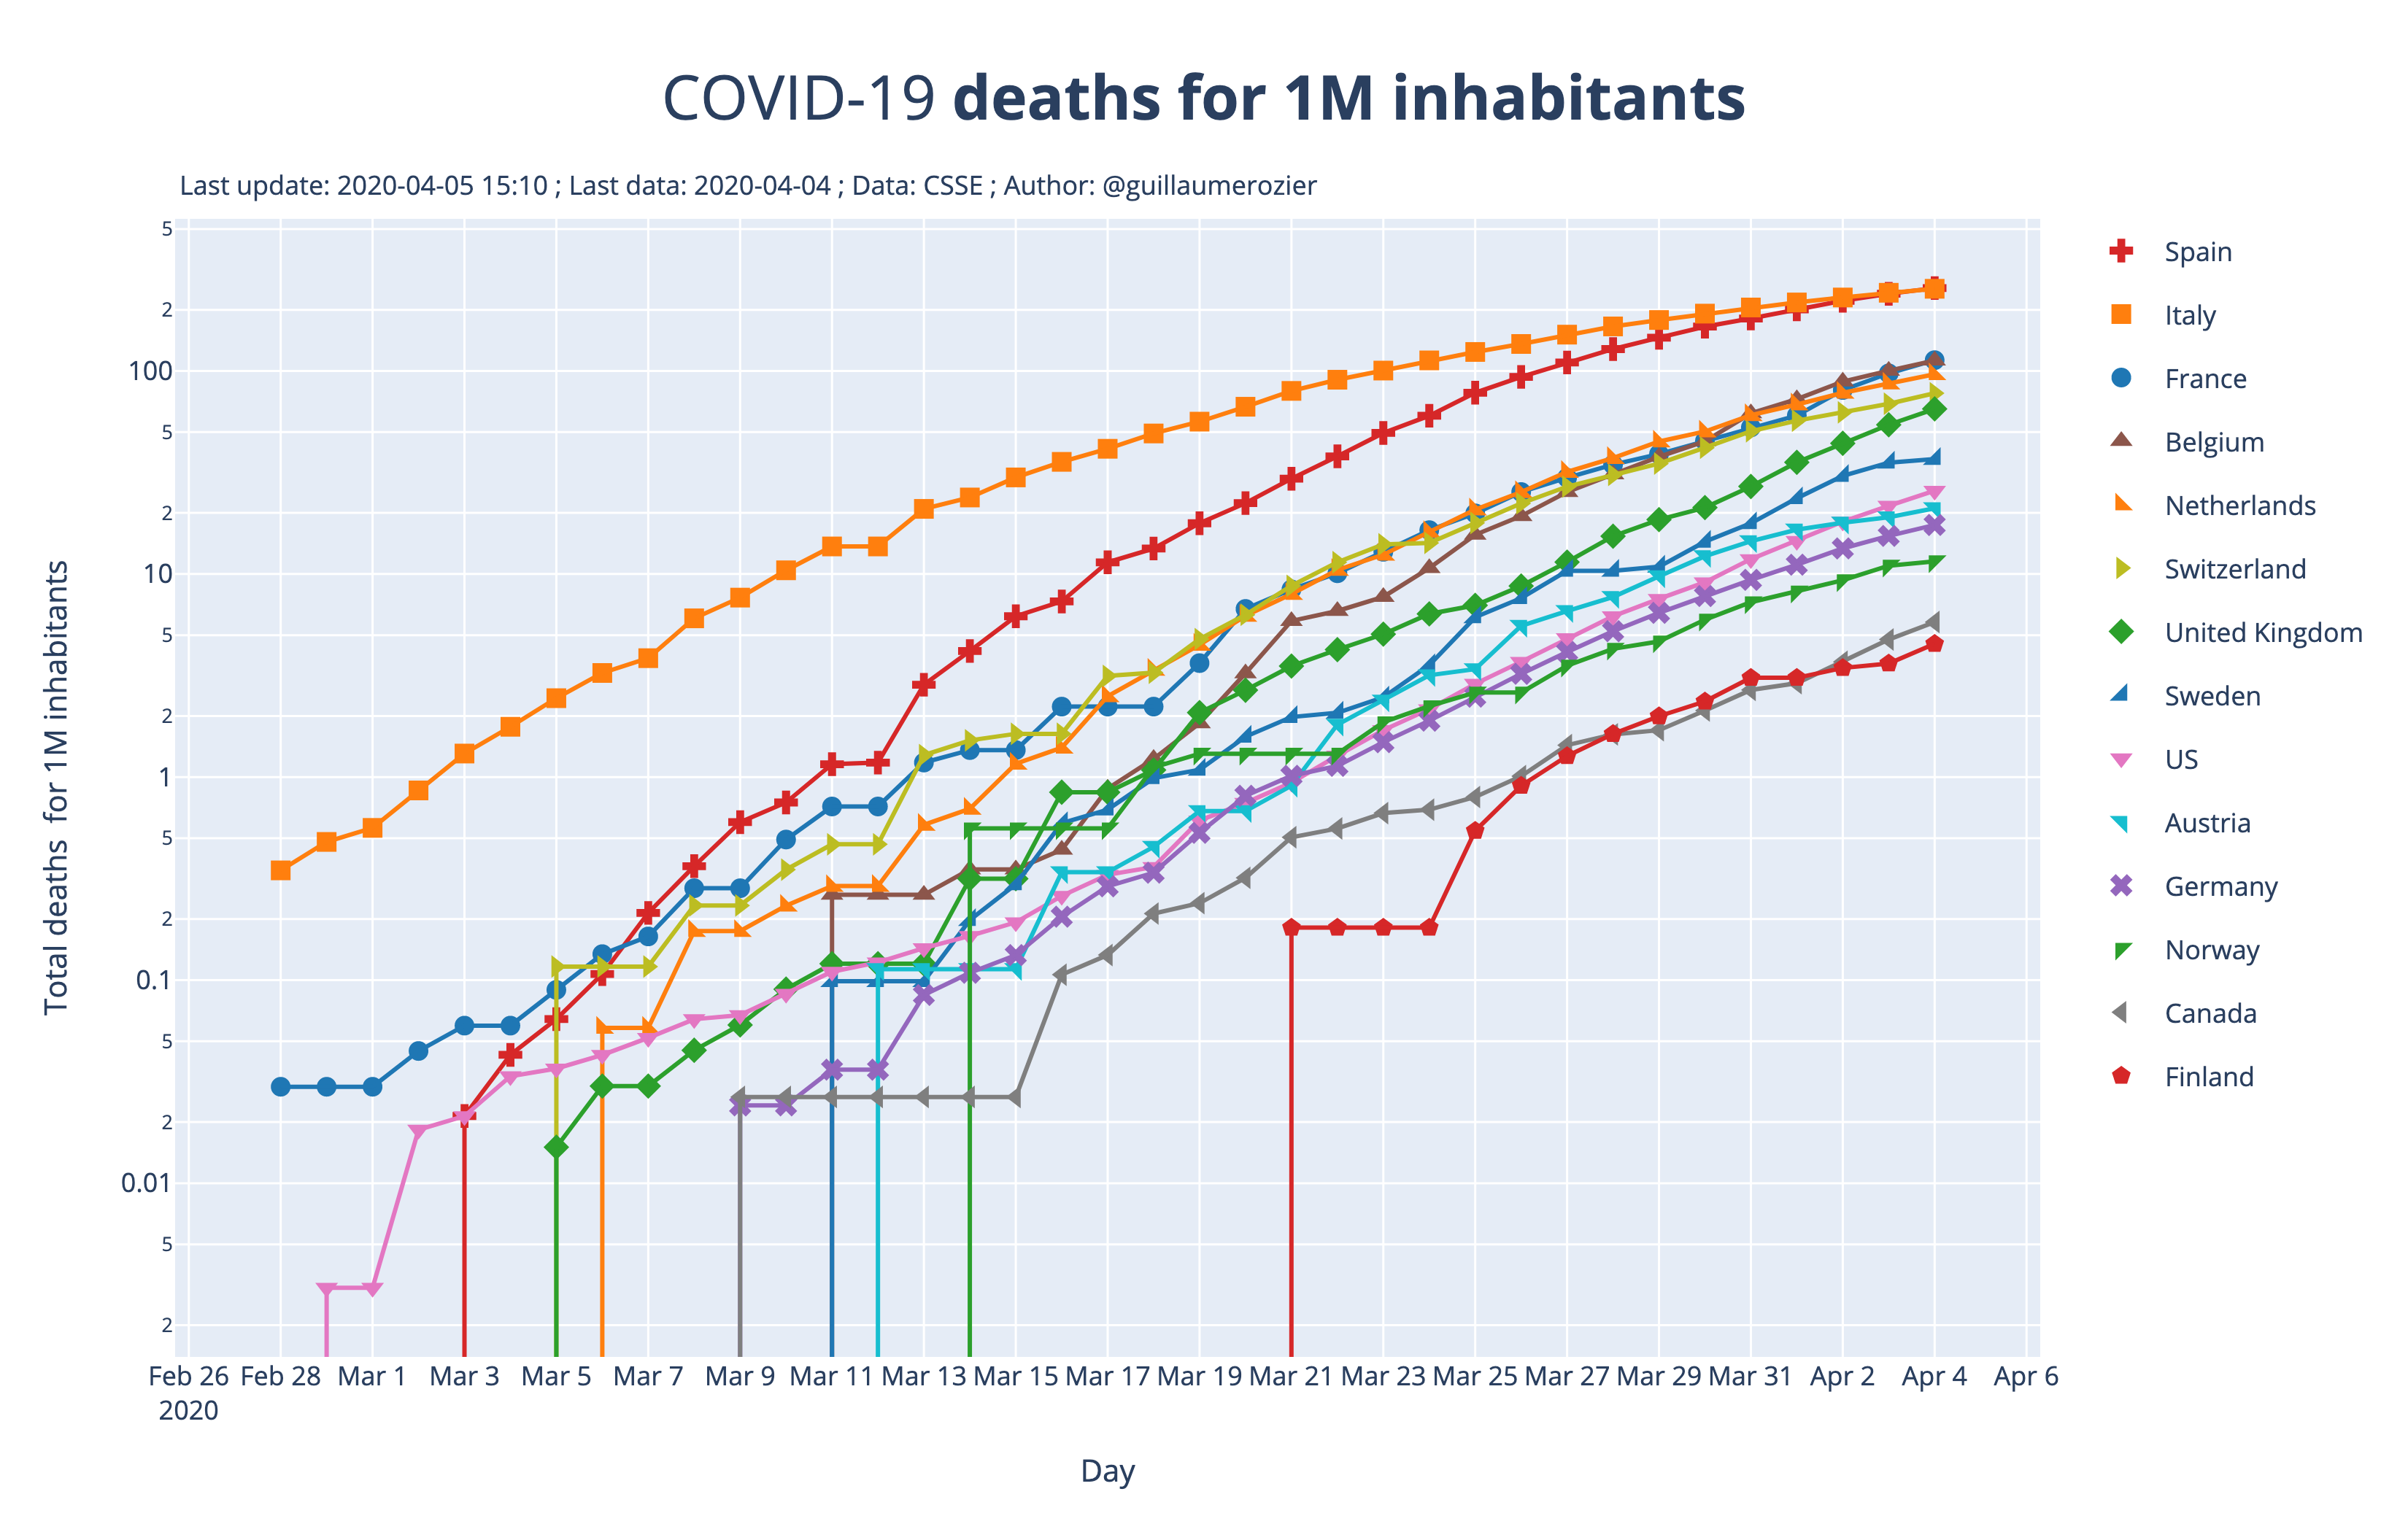 COVID-19 deaths for 1M inhabitants
Last update: 2020-04-05 15:10 ; Last data: 2020-04-04 ; Data: CSSE ; Author: @guillaumerozier
Total deaths for 1M inhabitants
5
2
100
5
2
10
5
2
1
5
2
0.1
5
2
0.01
5
2
Feb 26 Feb 28 Mar 1 Mar 3 Mar 5 Mar 7 Mar 9 Mar 11 Mar 13 Mar 15 Mar 17 Mar 19 Mar 21 Mar 23 Mar 25 Mar 27 Mar 29 Mar 31 Apr 2 Apr 4 Apr 6
2020
Day
Spain
Italy
France
Belgium
Netherlands
Switzerland
United Kingdom
Sweden
US
Austria
Germany
Norway
Canada
Finland